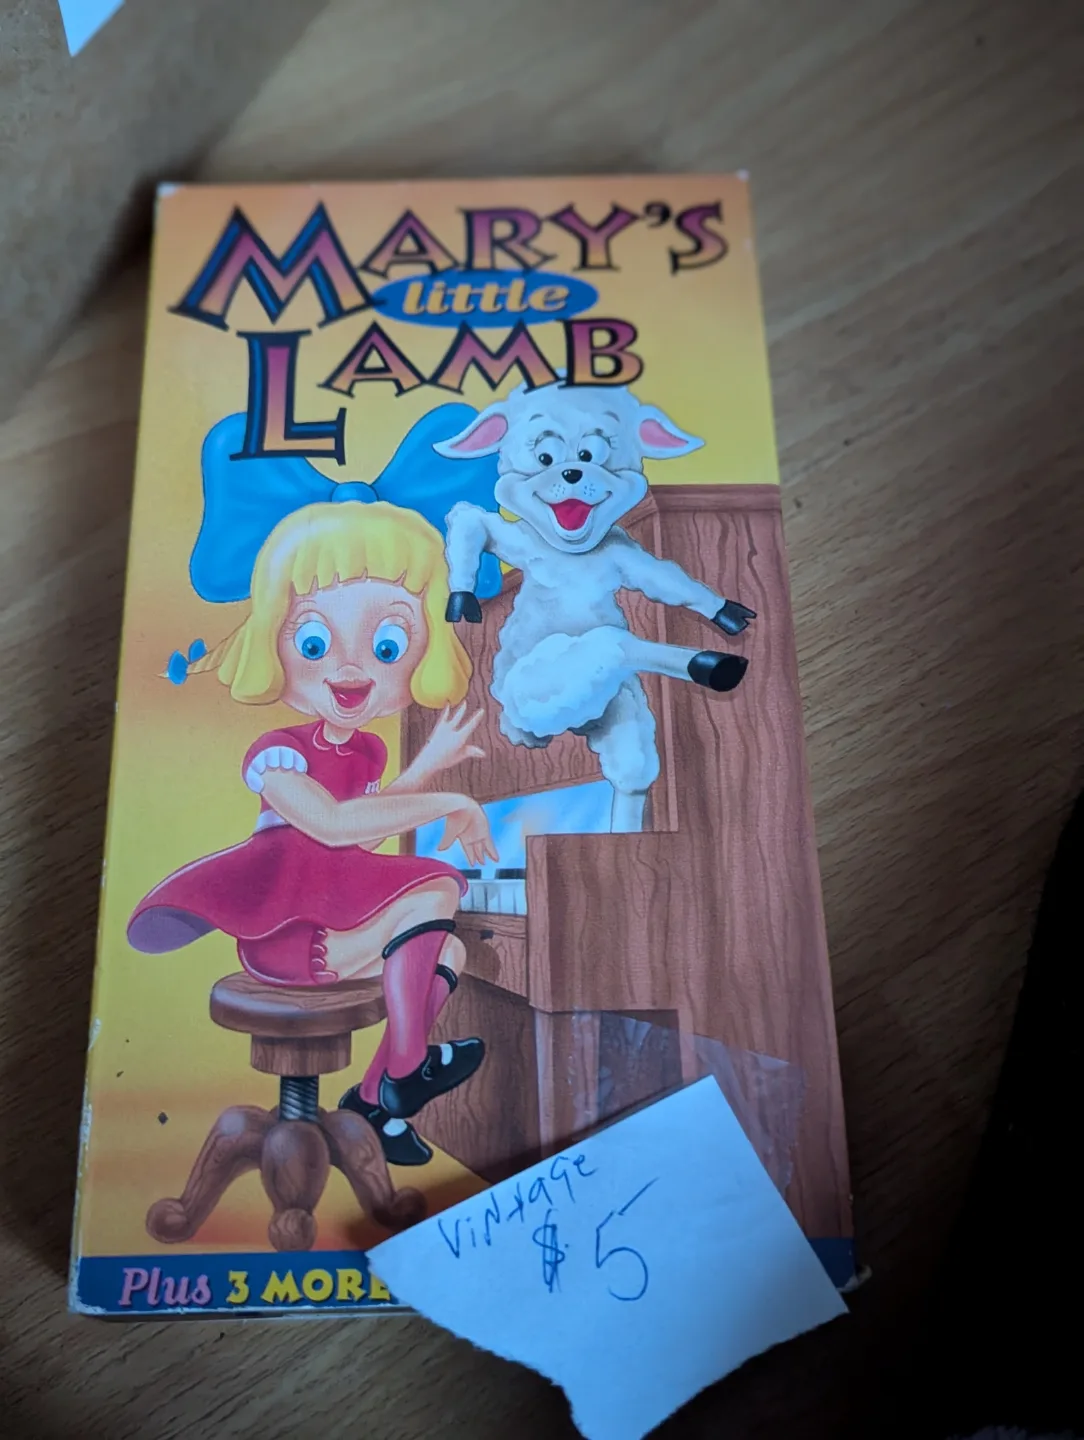 MARY'S
little
LAMB
Plus 3 MORE
vintage
$5